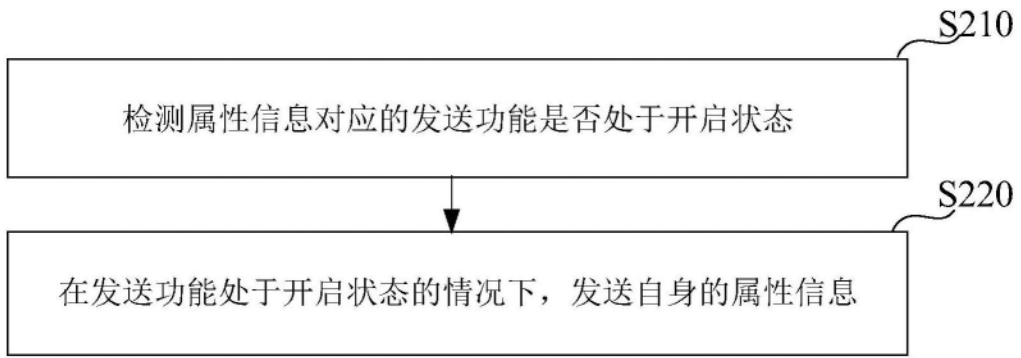 S210
检测属性信息对应的发送功能是否处于开启状态
S220
在发送功能处于开启状态的情况下，发送自身的属性信息